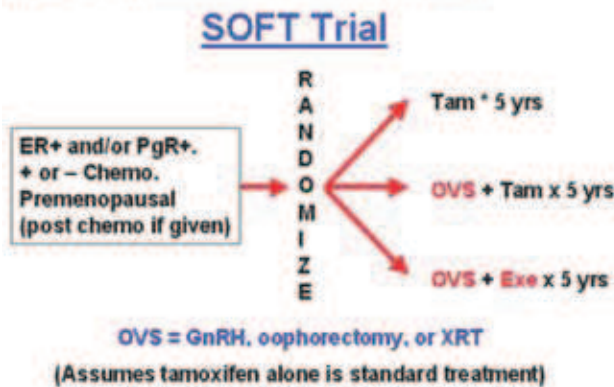 SOFT Trial
ER+ and/or PgR+.
+ or – Chemo.
Premenopausal
(post chemo if given)
RANDOMIZE
Tam * 5 yrs
OVS + Tam x 5 yrs
OVS + Exe x 5 yrs
OVS = GnRH, oophorectomy, or XRT
(Assumes tamoxifen alone is standard treatment)